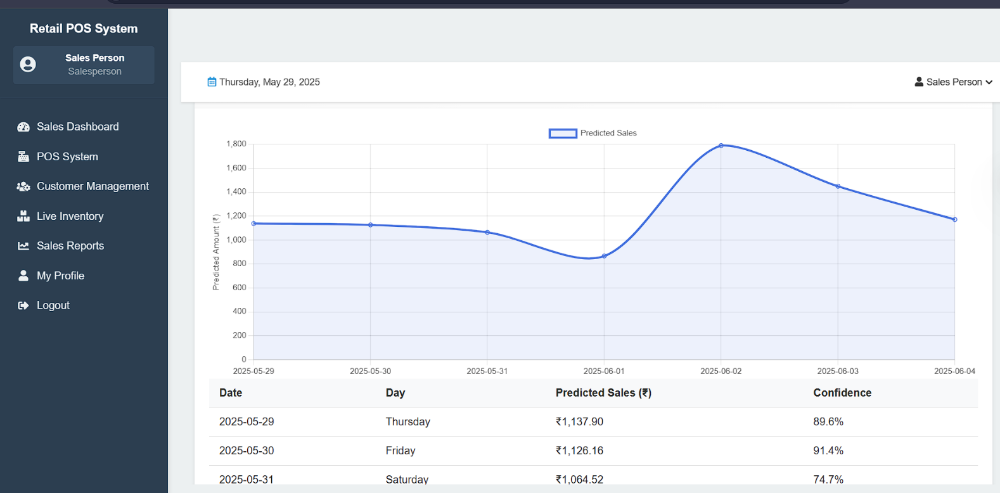 Retail POS System
Sales Person
Salesperson
Sales Dashboard
POS System
Customer Management
Live Inventory
Sales Reports
My Profile
Logout
Thursday, May 29, 2025
Sales Person
Predicted Sales
Predicted Amount (₹)
1,800
1,600
1,400
1,200
1,000
800
600
400
200
0
2025-05-29 2025-05-30 2025-05-31 2025-06-01 2025-06-02 2025-06-03 2025-06-04
Date Day Predicted Sales (₹) Confidence
2025-05-29 Thursday ₹1,137.90 89.6%
2025-05-30 Friday ₹1,126.16 91.4%
2025-05-31 Saturday ₹1,064.52 74.7%